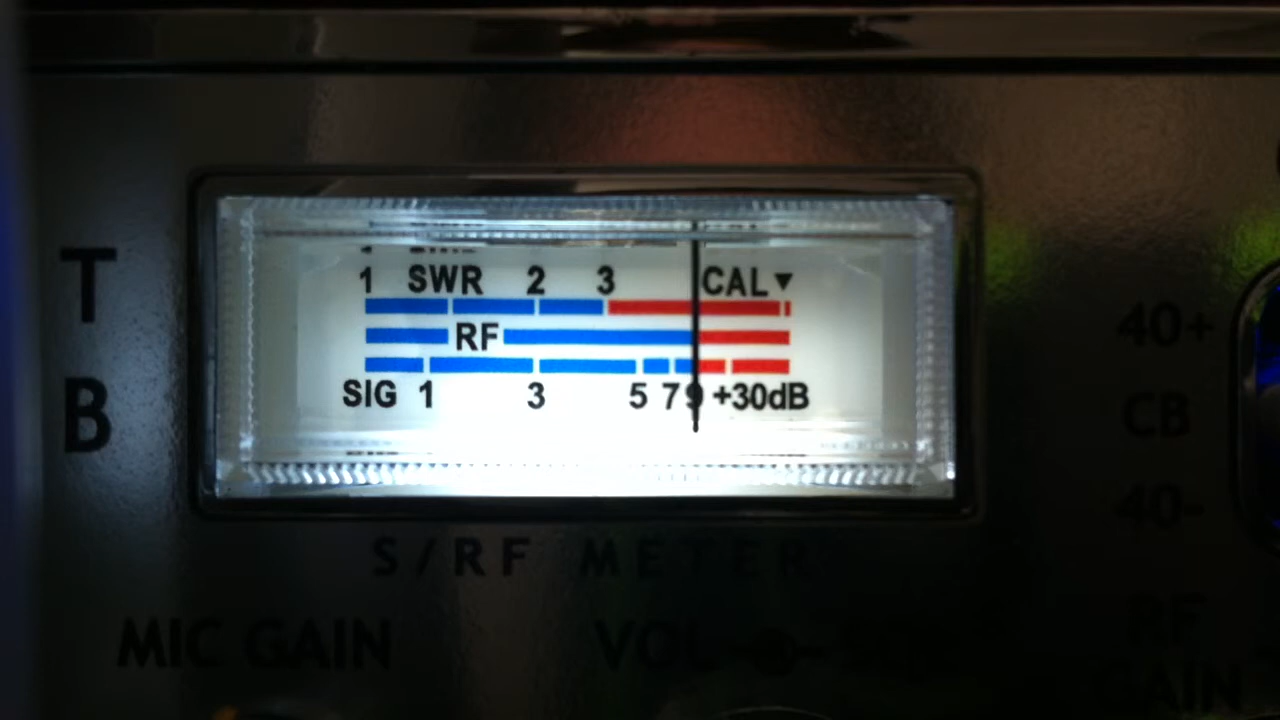 T
B
1 SWR 2 3 CAL▼
RF
SIG 1 3 5 7 9 +30dB
40+
CB
40-
S/RF METER
MIC GAIN
VOL
RF
GAIN